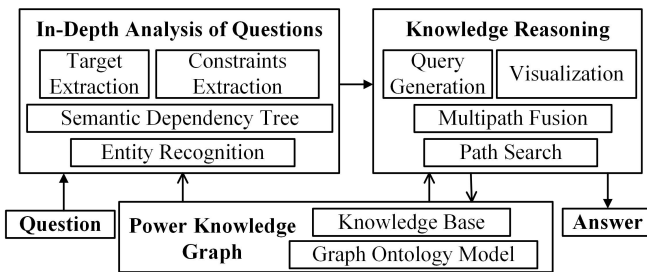 In-Depth Analysis of Questions
Target
Extraction
Constraints
Extraction
Semantic Dependency Tree
Entity Recognition
Knowledge Reasoning
Query
Generation
Visualization
Multipath Fusion
Path Search
Question
Power Knowledge
Graph
Knowledge Base
Graph Ontology Model
Answer